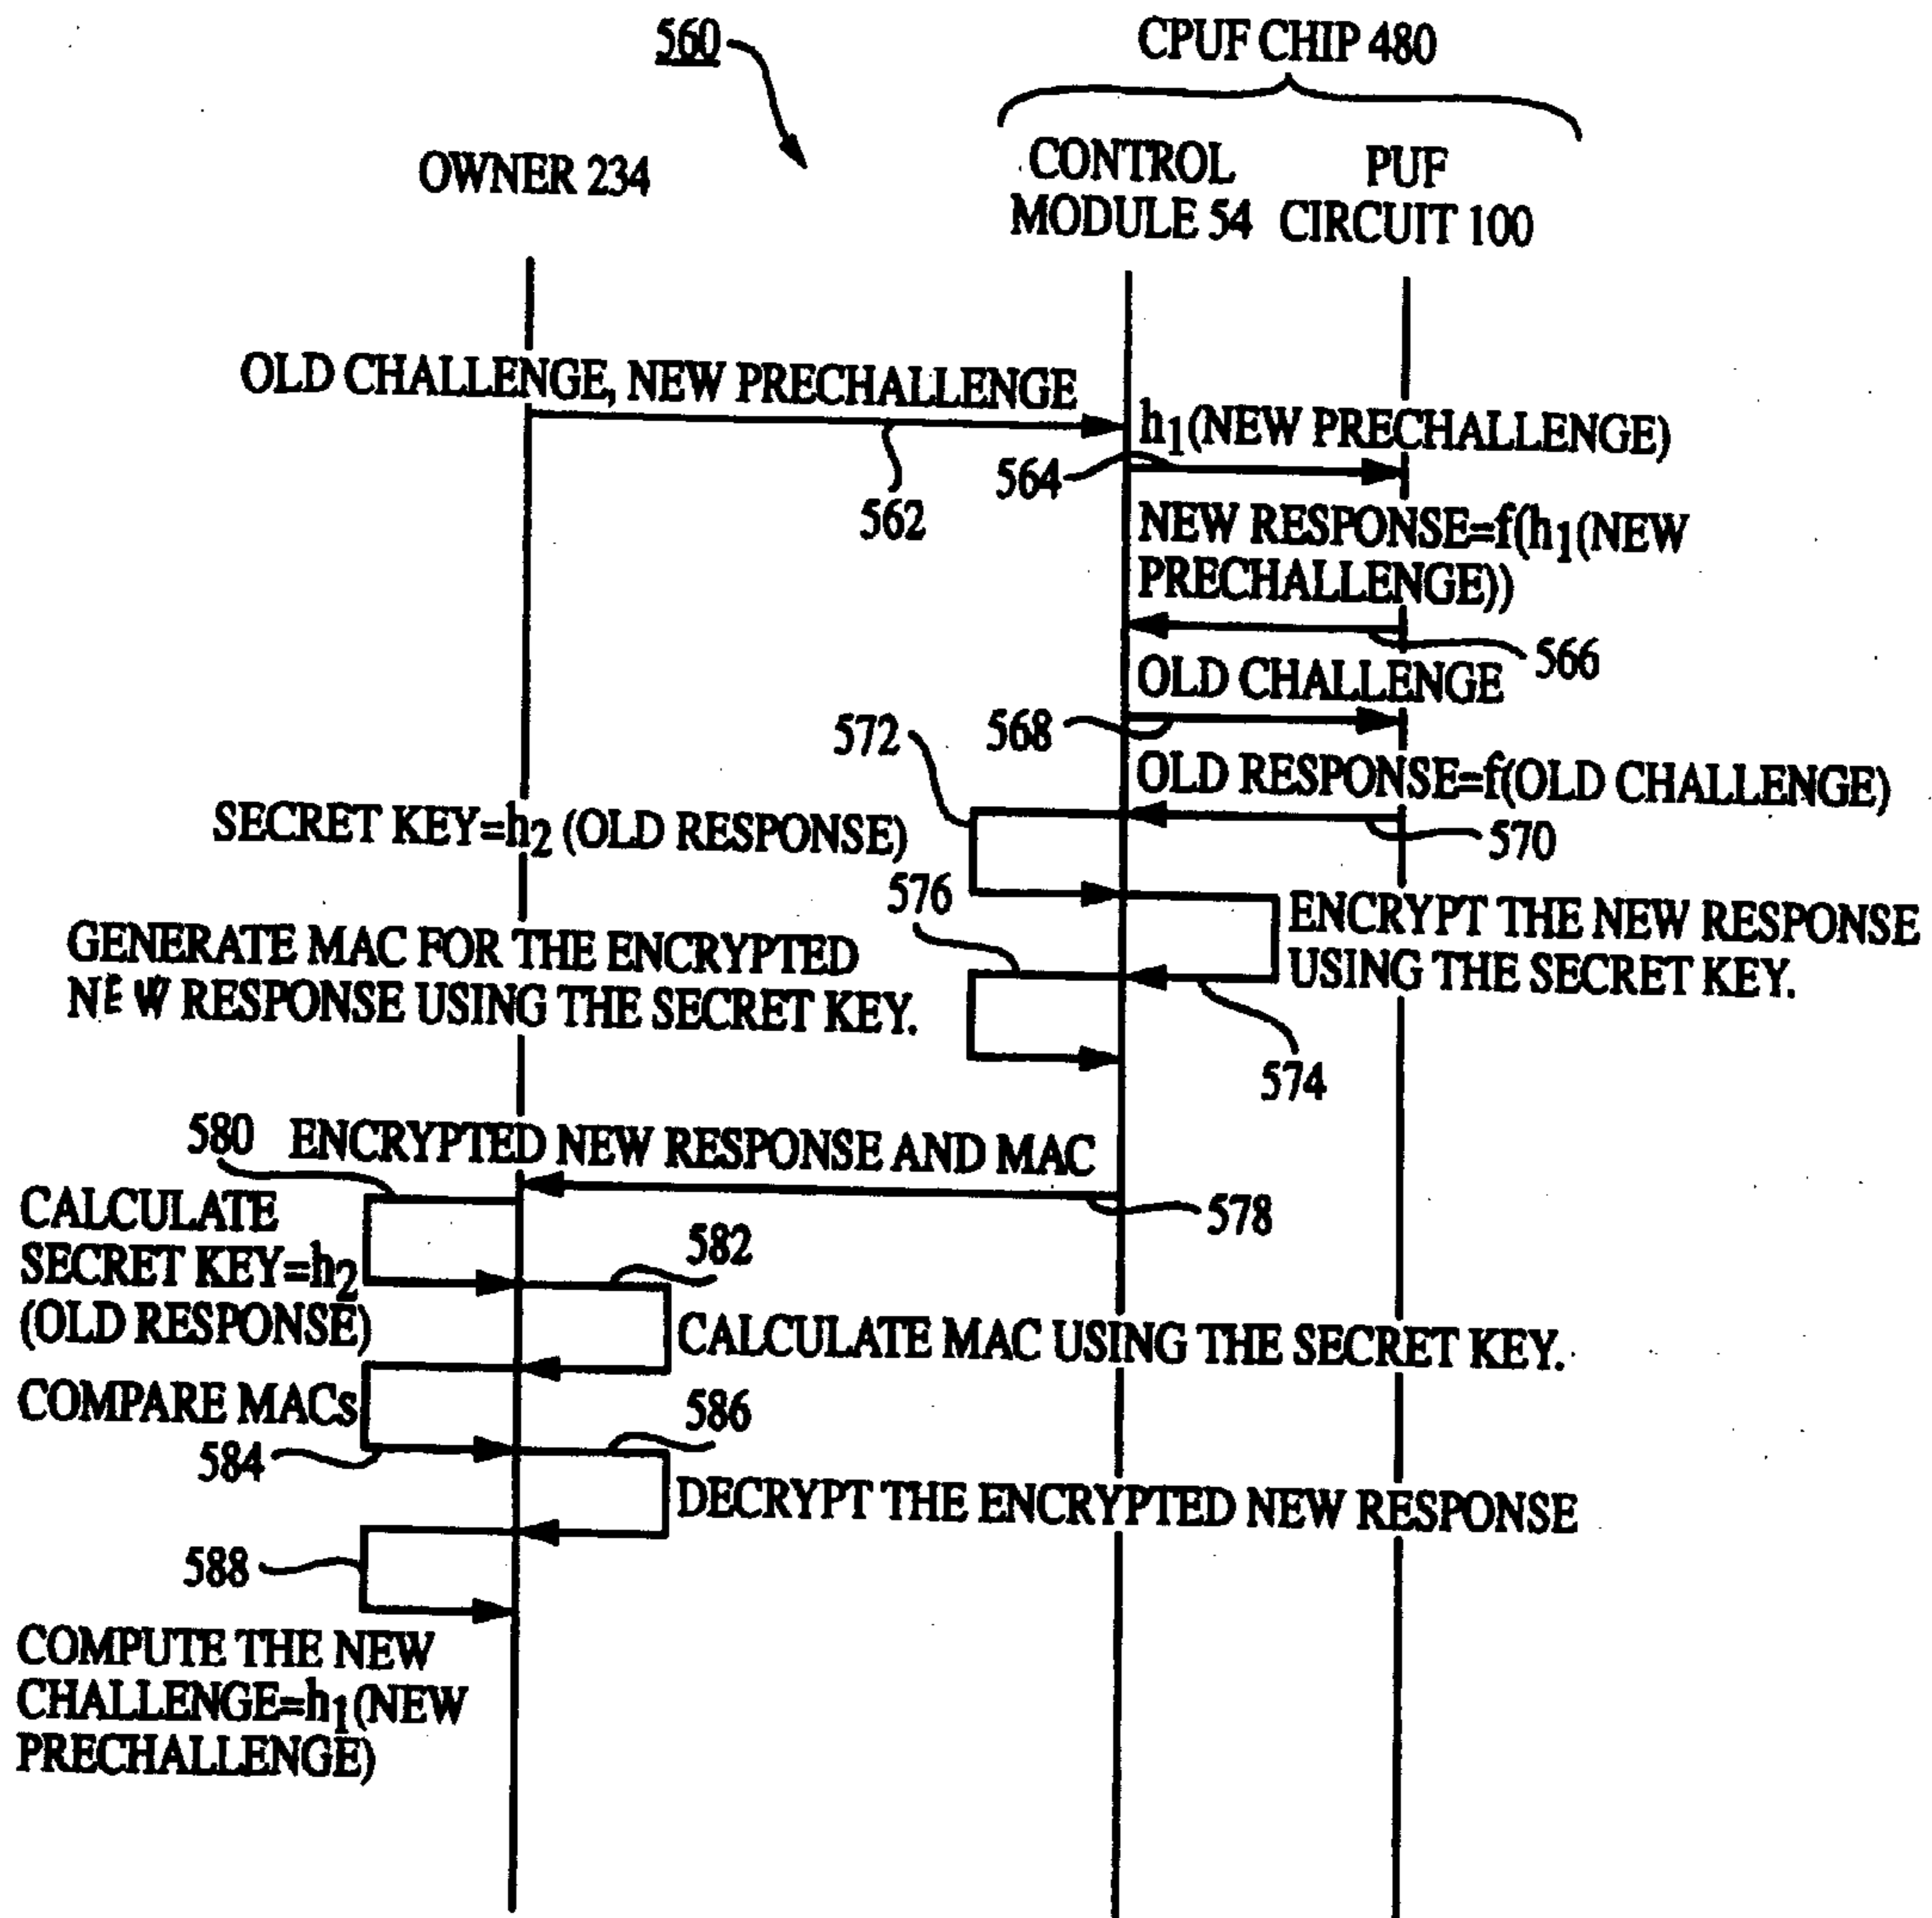 560
CPUF CHIP 480
OWNER 234
CONTROL
MODULE 54
PUF
CIRCUIT 100
OLD CHALLENGE, NEW PRECHALLENGE
562
h1(NEW PRECHALLENGE)
564
NEW RESPONSE=f(h1(NEW
PRECHALLENGE))
566
OLD CHALLENGE
568
572
OLD RESPONSE=f(OLD CHALLENGE)
570
SECRET KEY=h2 (OLD RESPONSE)
576
ENCRYPT THE NEW RESPONSE
USING THE SECRET KEY.
GENERATE MAC FOR THE ENCRYPTED
NEW RESPONSE USING THE SECRET KEY.
574
580
ENCRYPTED NEW RESPONSE AND MAC
578
CALCULATE
SECRET KEY=h2
(OLD RESPONSE)
582
CALCULATE MAC USING THE SECRET KEY.
COMPARE MACs
584
586
DECRYPT THE ENCRYPTED NEW RESPONSE
588
COMPUTE THE NEW
CHALLENGE=h1(NEW
PRECHALLENGE)